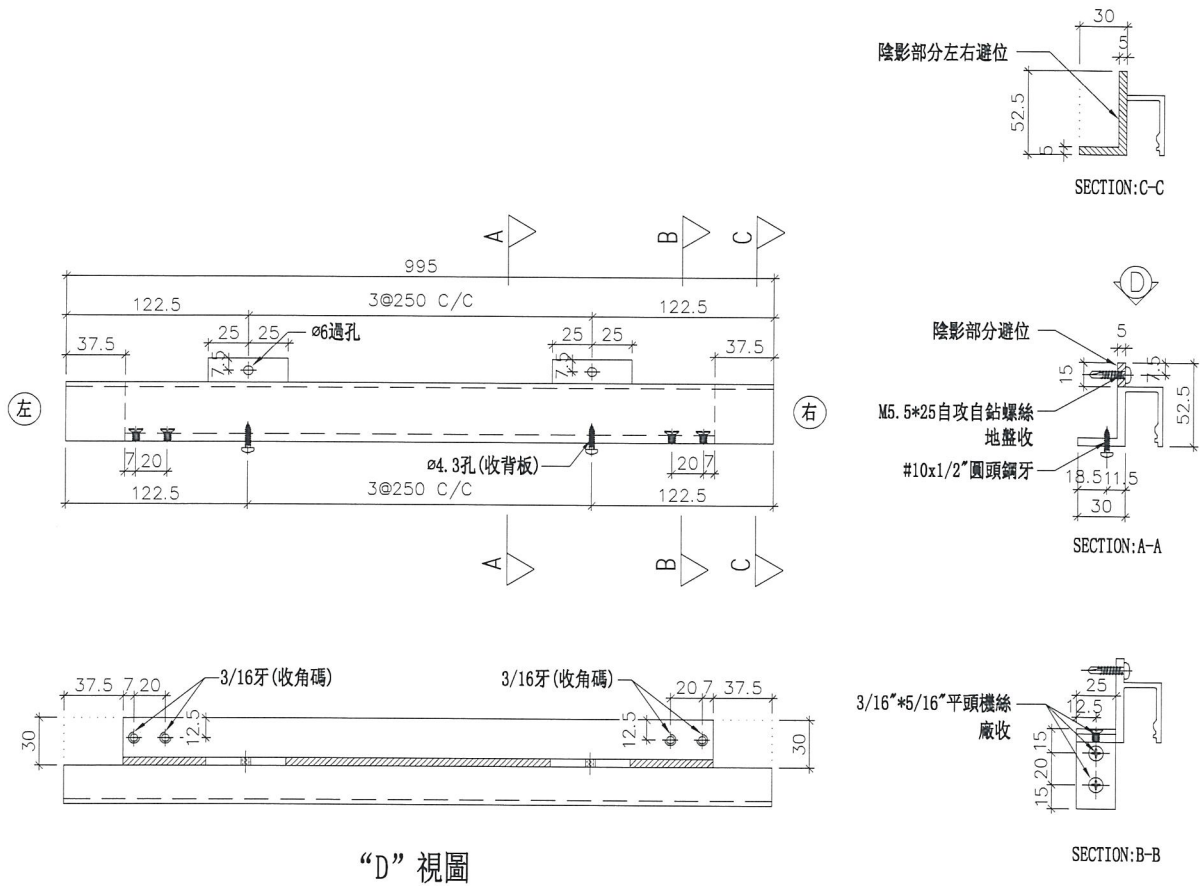 30
5
陰影部分左右避位
52.5
5
SECTION:C-C
A
B
C
995
122.5
3@250 C/C
122.5
37.5
25
25
ø6過孔
7.5
25
25
7.5
37.5
左
右
7
20
ø4.3孔(收背板)
20
7
122.5
3@250 C/C
122.5
A
B
C
D
陰影部分避位
5
15
7.5
52.5
M5.5*25自攻自鉆螺絲
地盤收
#10x1/2"圓頭鋼牙
18.5
11.5
30
SECTION:A-A
37.5
7
20
3/16牙(收角碼)
3/16牙(收角碼)
20
7
37.5
30
12.5
12.5
30
"D" 視圖
25
3/16"*5/16"平頭機絲
廠收
12.5
15
20
15
SECTION:B-B